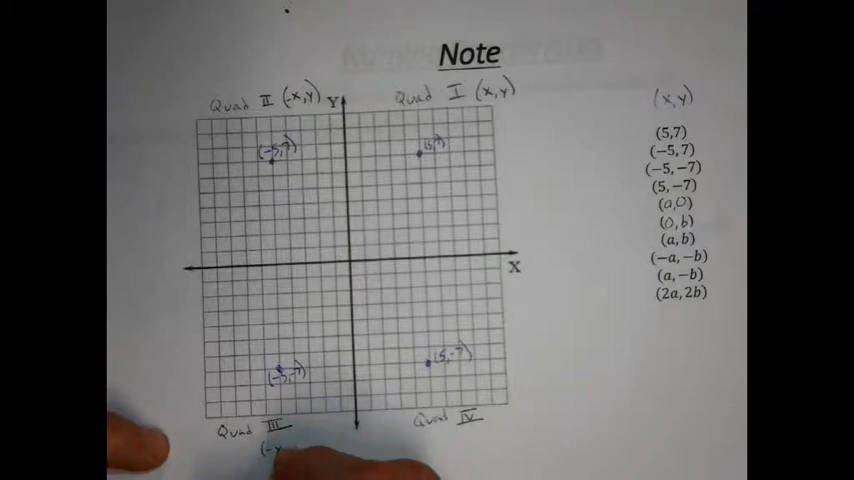 Note
Quad II (-x,y)
Y
Quad I (x,y)
(x,y)
(-5,7)
(5,7)
(5,7)
(-5,7)
(-5,-7)
(5,-7)
(a,0)
(0,b)
(a,b)
(-a,-b)
(a,-b)
(2a,2b)
X
(5,-7)
(-5,-7)
Quad III
Quad IV
(-x